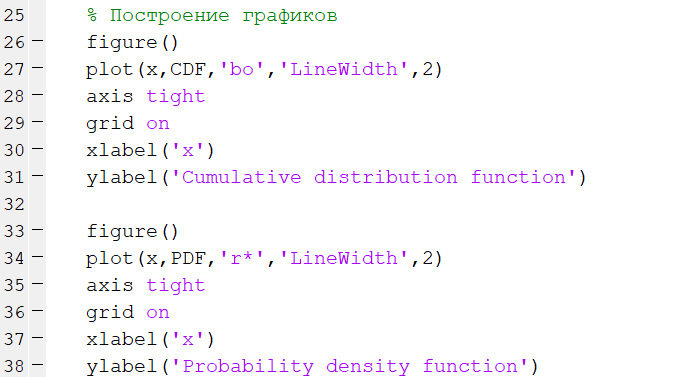 25 % Построение графиков
26 – figure()
27 – plot(x,CDF,'bo','LineWidth',2)
28 – axis tight
29 – grid on
30 – xlabel('x')
31 – ylabel('Cumulative distribution function')
32
33 – figure()
34 – plot(x,PDF,'r*','LineWidth',2)
35 – axis tight
36 – grid on
37 – xlabel('x')
38 – ylabel('Probability density function')